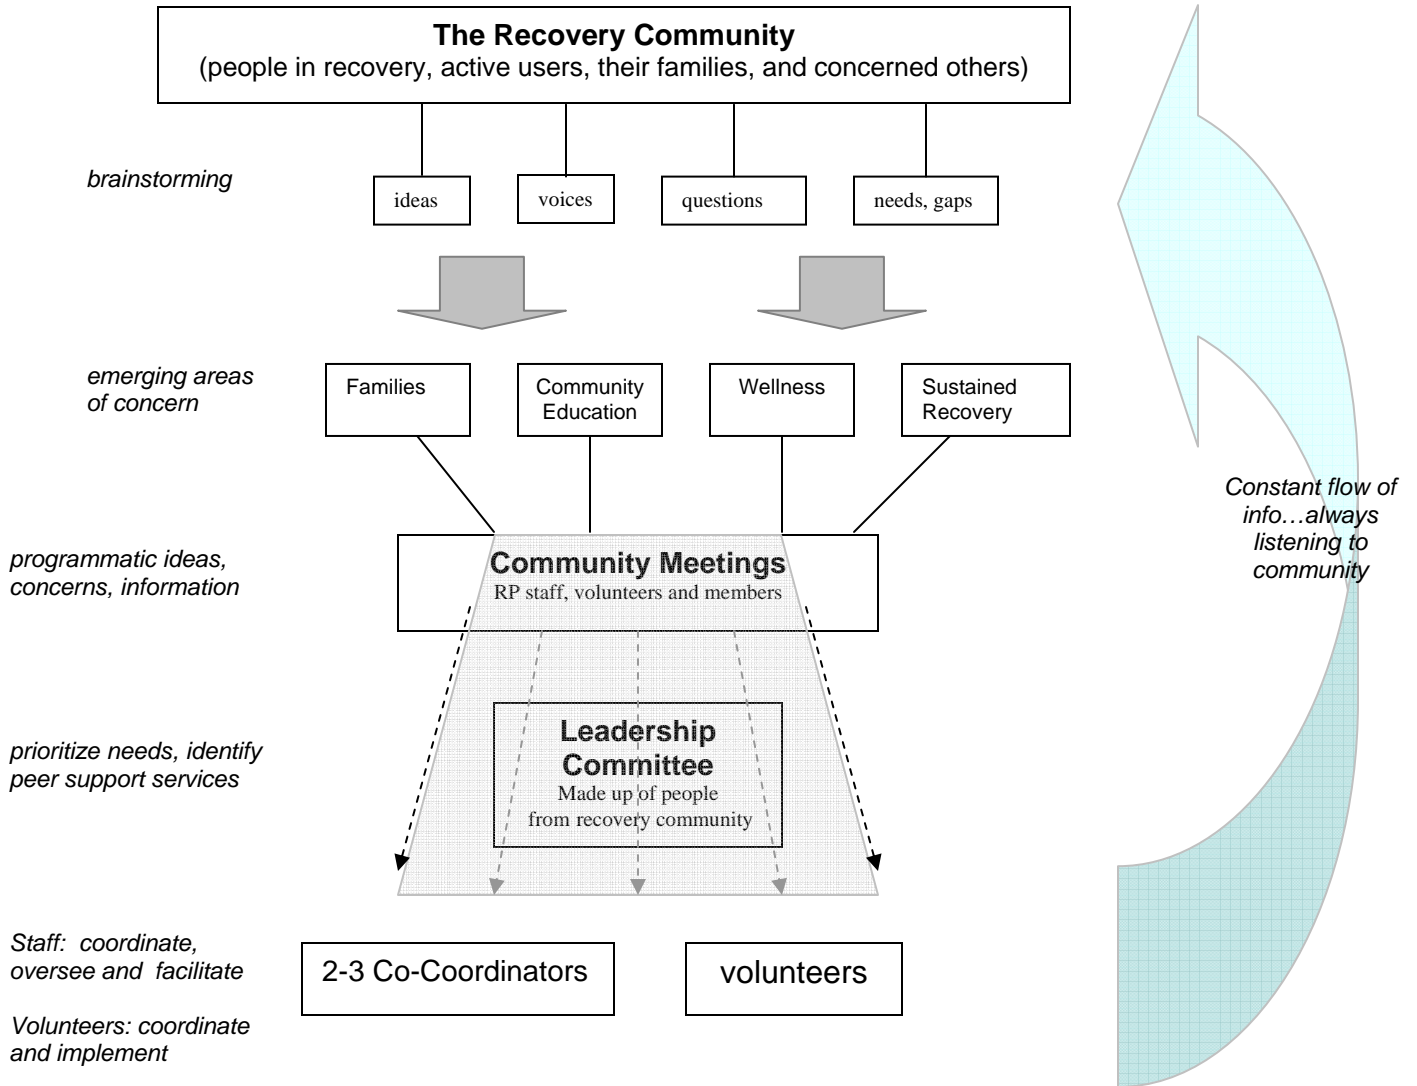 The Recovery Community
(people in recovery, active users, their families, and concerned others)
brainstorming
ideas
voices
questions
needs, gaps
emerging areas
of concern
Families
Community
Education
Wellness
Sustained
Recovery
Constant flow of
info…always
listening to
community
programmatic ideas,
concerns, information
Community Meetings
RP staff, volunteers and members
prioritize needs, identify
peer support services
Leadership
Committee
Made up of people
from recovery community
Staff:  coordinate,
oversee and  facilitate
2-3 Co-Coordinators
volunteers
Volunteers: coordinate
and implement